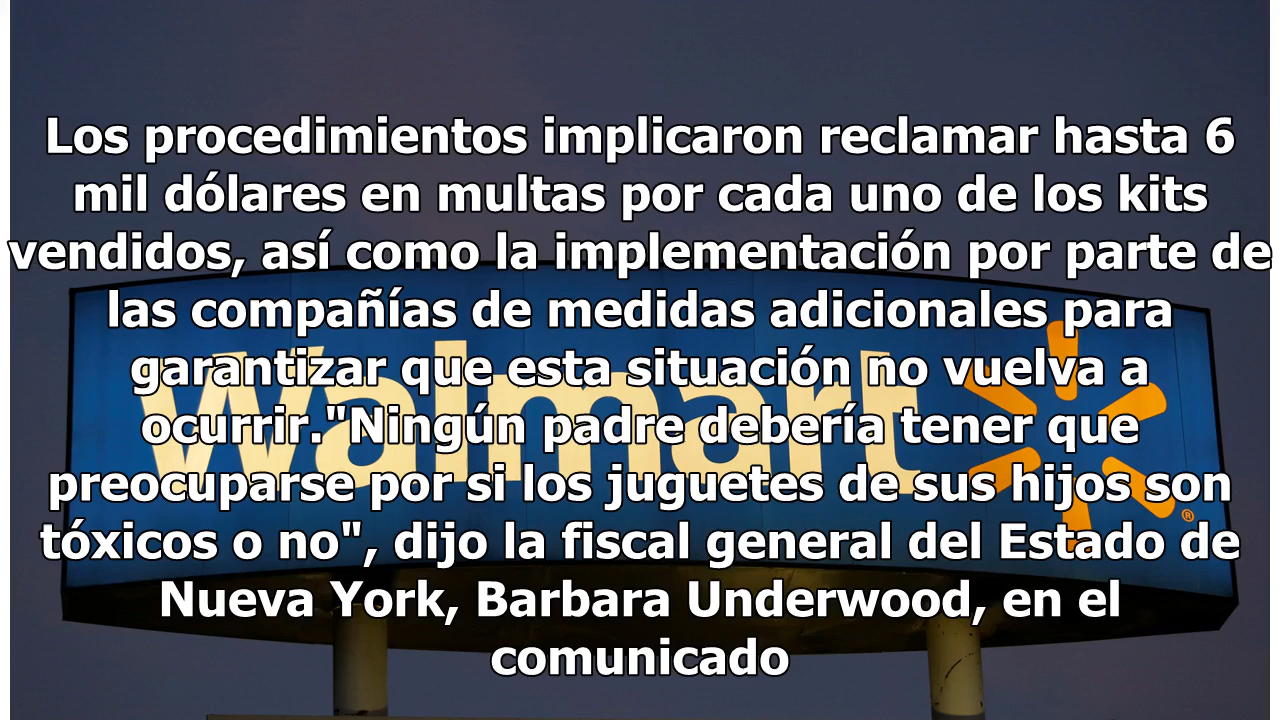 Los procedimientos implicaron reclamar hasta 6
mil dólares en multas por cada uno de los kits
vendidos, así como la implementación por parte de
las compañías de medidas adicionales para
garantizar que esta situación no vuelva a
ocurrir."Ningún padre debería tener que
preocuparse por si los juguetes de sus hijos son
tóxicos o no", dijo la fiscal general del Estado de
Nueva York, Barbara Underwood, en el
comunicado
Walmart
®